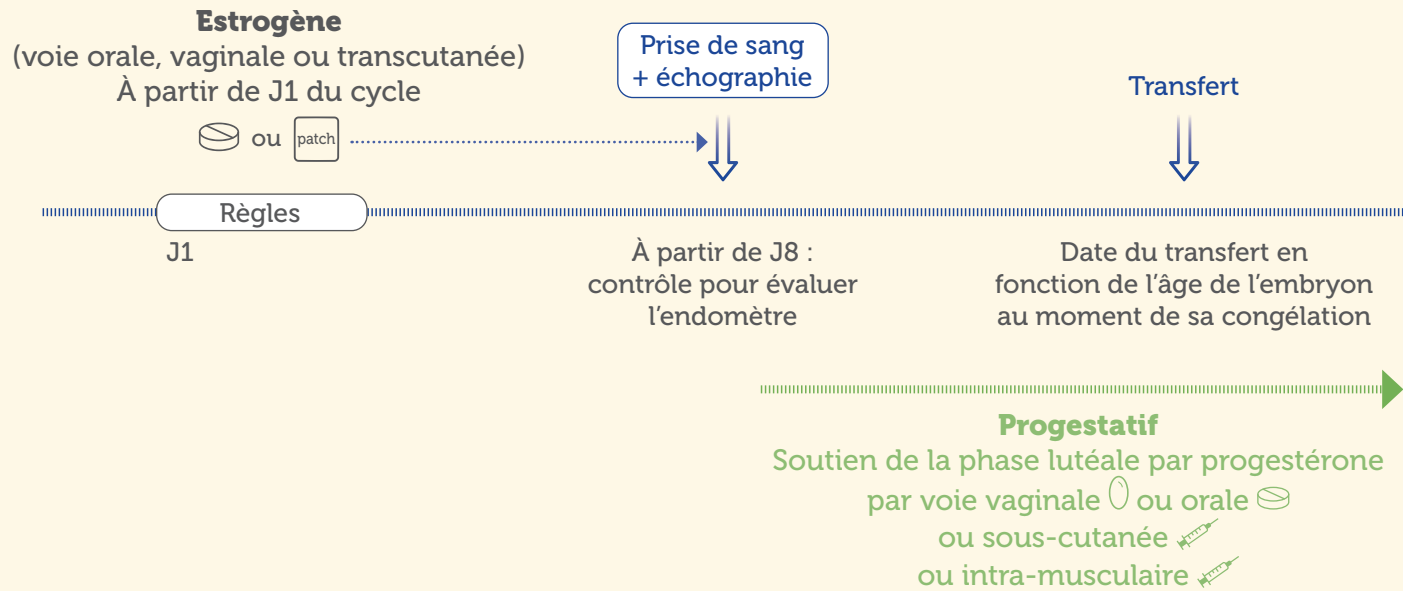 Estrogène
(voie orale, vaginale ou transcutanée)
À partir de J1 du cycle
ou patch
Prise de sang
+ échographie
Transfert
Règles
J1
À partir de J8 :
contrôle pour évaluer
l'endomètre
Date du transfert en
fonction de l'âge de l'embryon
au moment de sa congélation
Progestatif
Soutien de la phase lutéale par progestérone
par voie vaginale ou orale
ou sous-cutanée
ou intra-musculaire